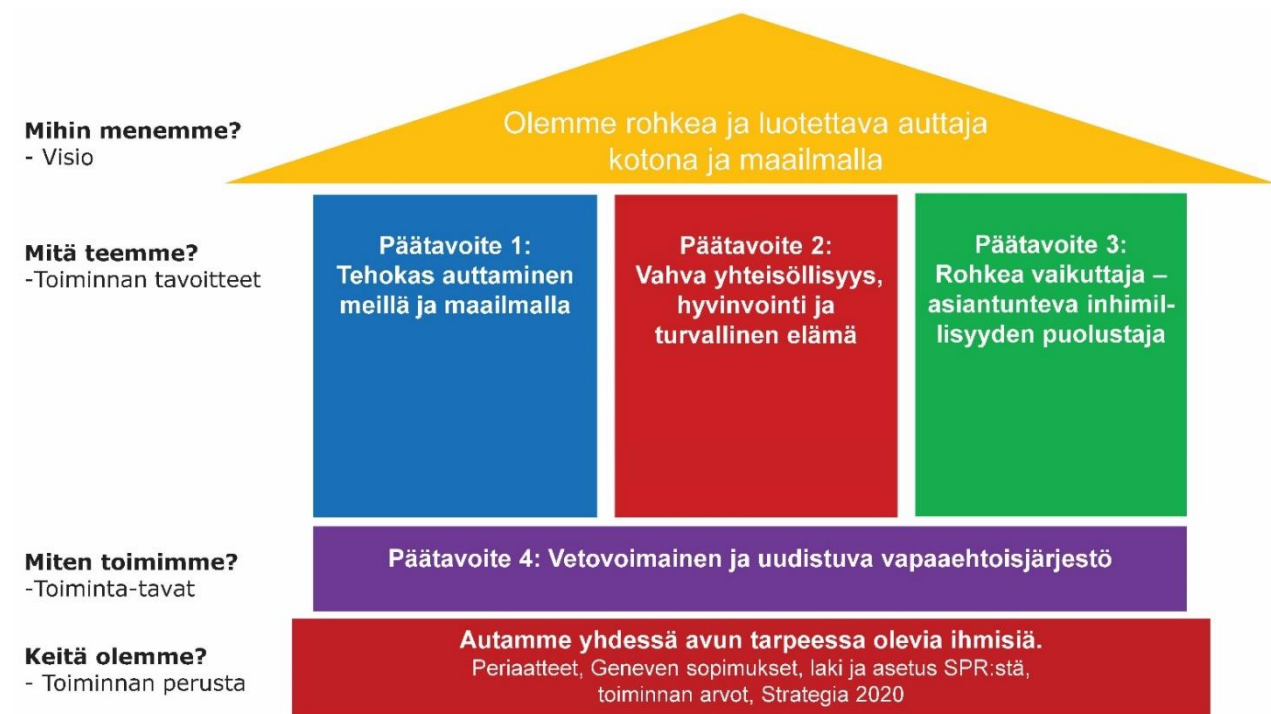 Mihin menemme?
- Visio
Olemme rohkea ja luotettava auttaja
kotona ja maailmalla
Mitä teemme?
-Toiminnan tavoitteet
Päätavoite 1:
Tehokas auttaminen
meillä ja maailmalla
Päätavoite 2:
Vahva yhteisöllisyys,
hyvinvointi ja
turvallinen elämä
Päätavoite 3:
Rohkea vaikuttaja –
asiantunteva inhimil-
lisyyden puolustaja
Miten toimimme?
-Toiminta-tavat
Päätavoite 4: Vetovoimainen ja uudistuva vapaaehtoisjärjestö
Keitä olemme?
- Toiminnan perusta
Autamme yhdessä avun tarpeessa olevia ihmisiä.
Periaatteet, Geneven sopimukset, laki ja asetus SPR:stä,
toiminnan arvot, Strategia 2020